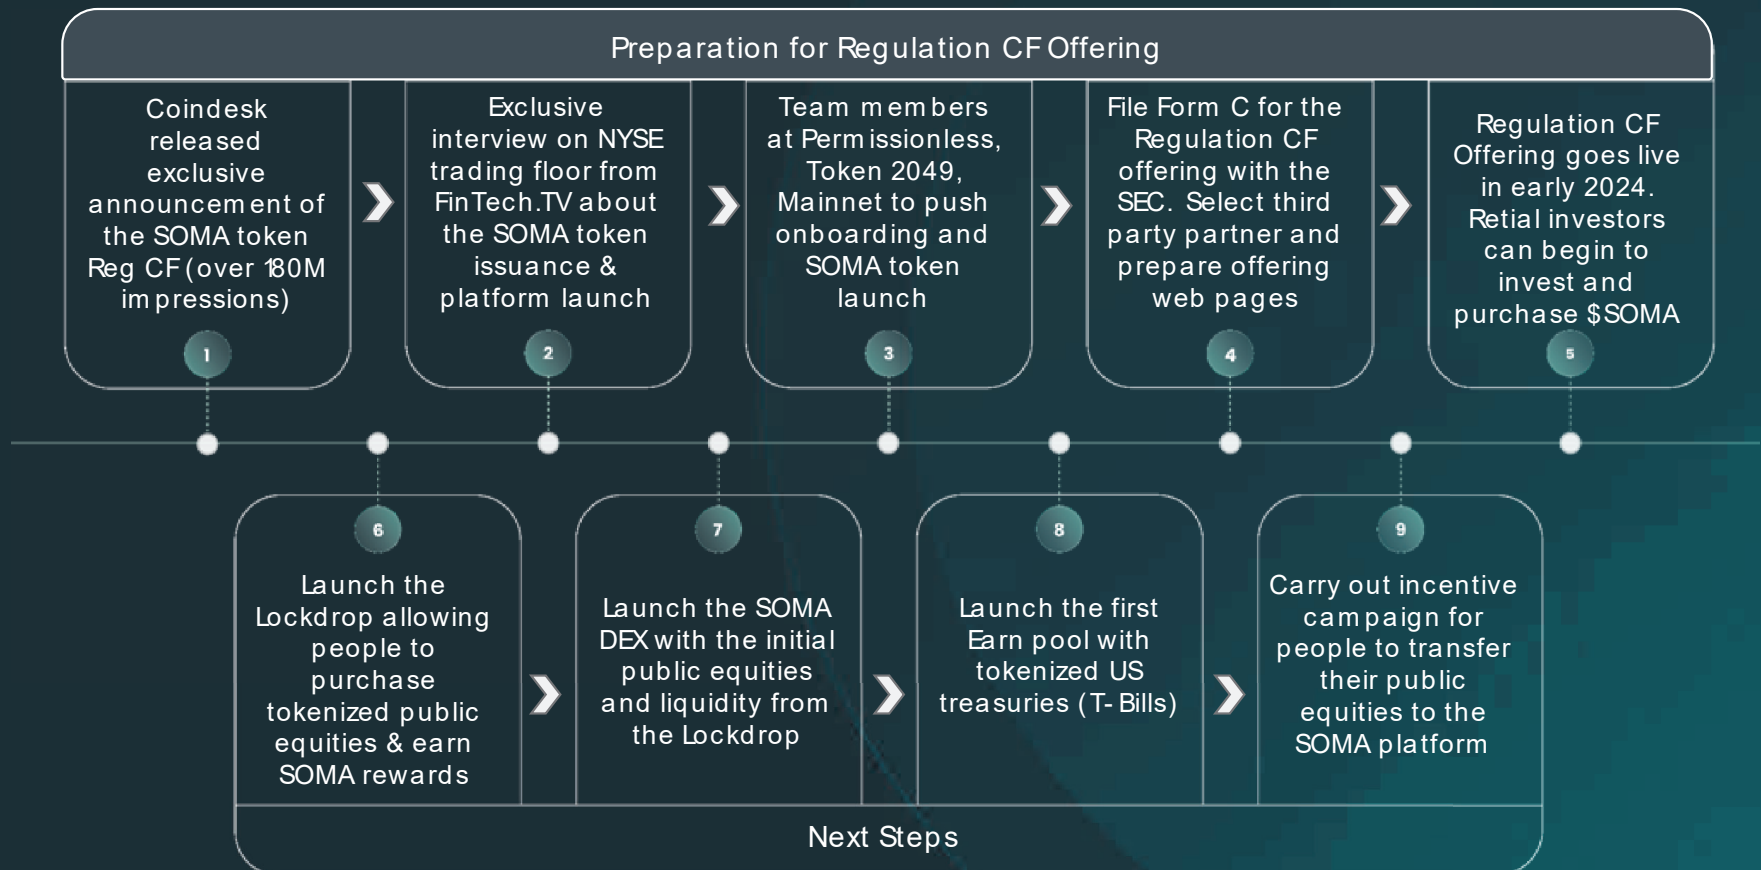 Preparation for Regulation CF Offering
Coindesk
released
exclusive
announcement of
the SOMA token
Reg CF (over 180M
impressions)
1
Exclusive
interview on NYSE
trading floor from
FinTech.TV about
the SOMA token
issuance &
platform launch
2
Team members
at Permissionless,
Token 2049,
Mainnet to push
onboarding and
SOMA token
launch
3
File Form C for the
Regulation CF
offering with the
SEC. Select third
party partner and
prepare offering
web pages
4
Regulation CF
Offering goes live
in early 2024.
Retial investors
can begin to
invest and
purchase $SOMA
5
6
Launch the
Lockdrop allowing
people to
purchase
tokenized public
equities & earn
SOMA rewards
7
Launch the SOMA
DEX with the initial
public equities
and liquidity from
the Lockdrop
8
Launch the first
Earn pool with
tokenized US
treasuries (T-Bills)
9
Carry out incentive
campaign for
people to transfer
their public
equities to the
SOMA platform
Next Steps